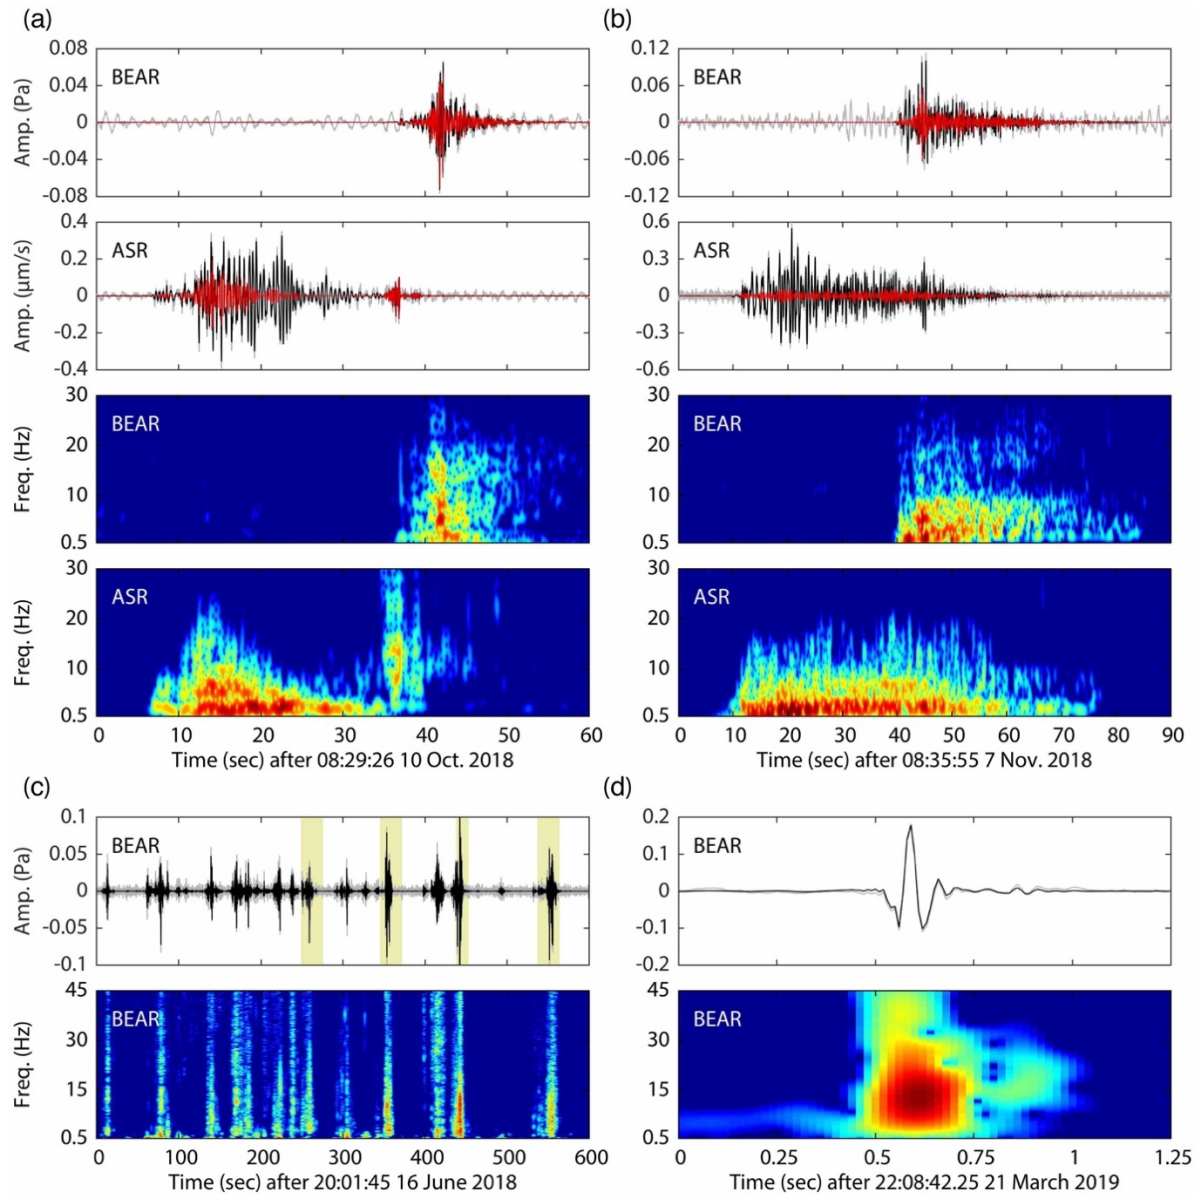 (a)
0.08
0.04
0
-0.04
-0.08
Amp. (Pa)
BEAR
0.4
0.2
0
-0.2
-0.4
Amp. (μm/s)
ASR
30
20
10
0.5
Freq. (Hz)
BEAR
30
20
10
0.5
Freq. (Hz)
ASR
0 10 20 30 40 50 60
Time (sec) after 08:29:26 10 Oct. 2018
(b)
0.12
0.06
0
-0.06
-0.12
BEAR
0.6
0.3
0
-0.3
-0.6
ASR
30
20
10
0.5
BEAR
30
20
10
0.5
ASR
0 10 20 30 40 50 60 70 80 90
Time (sec) after 08:35:55 7 Nov. 2018
(c)
0.1
0.05
0
-0.05
-0.1
Amp. (Pa)
BEAR
45
30
15
0.5
Freq. (Hz)
BEAR
0 100 200 300 400 500 600
Time (sec) after 20:01:45 16 June 2018
(d)
0.2
0.1
0
-0.1
-0.2
BEAR
45
30
15
0.5
BEAR
0 0.25 0.5 0.75 1 1.25
Time (sec) after 22:08:42.25 21 March 2019